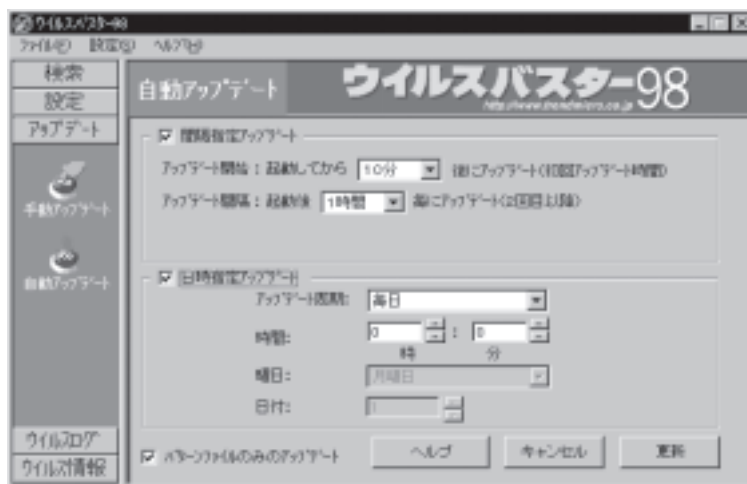 ウイルスバスター98
ファイル(F) 設定(S) ヘルプ(H)
検索
設定
アップデート
手動アップデート
自動アップデート
ウイルスログ
ウイルス情報
自動アップデート
ウイルスバスター98
http://www.trendmicro.co.jp
間隔指定アップデート
アップデート開始：起動してから 10分 後にアップデート(初回アップデート時間)
アップデート間隔：起動後 1時間 毎にアップデート(2回目以降)
日時指定アップデート
アップデート周期: 毎日
時間: 0 : 0
時 分
曜日: 月曜日
日付: 1
パターンファイルのみのアップデート
ヘルプ キャンセル 更新